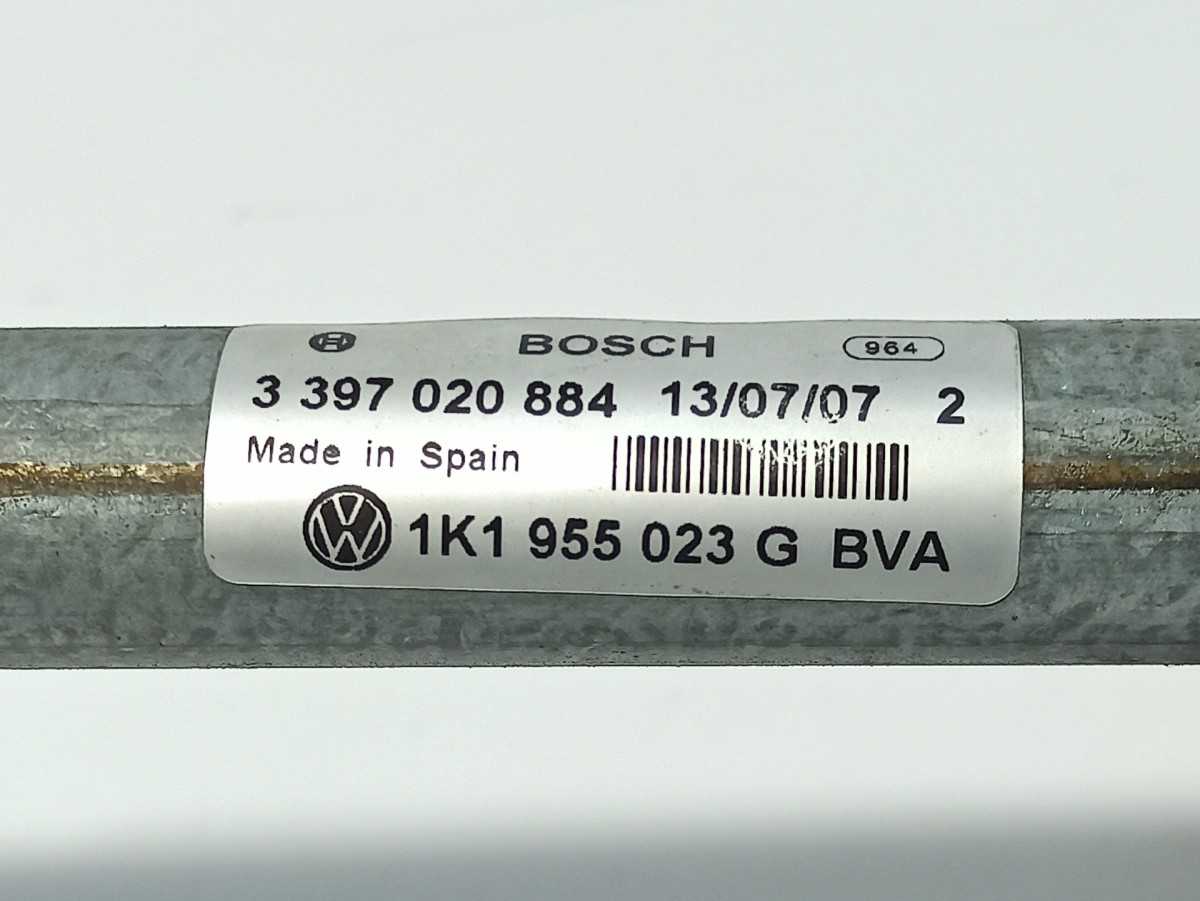 BOSCH 964
3 397 020 884 13/07/07 2
Made in Spain
1K1 955 023 G BVA